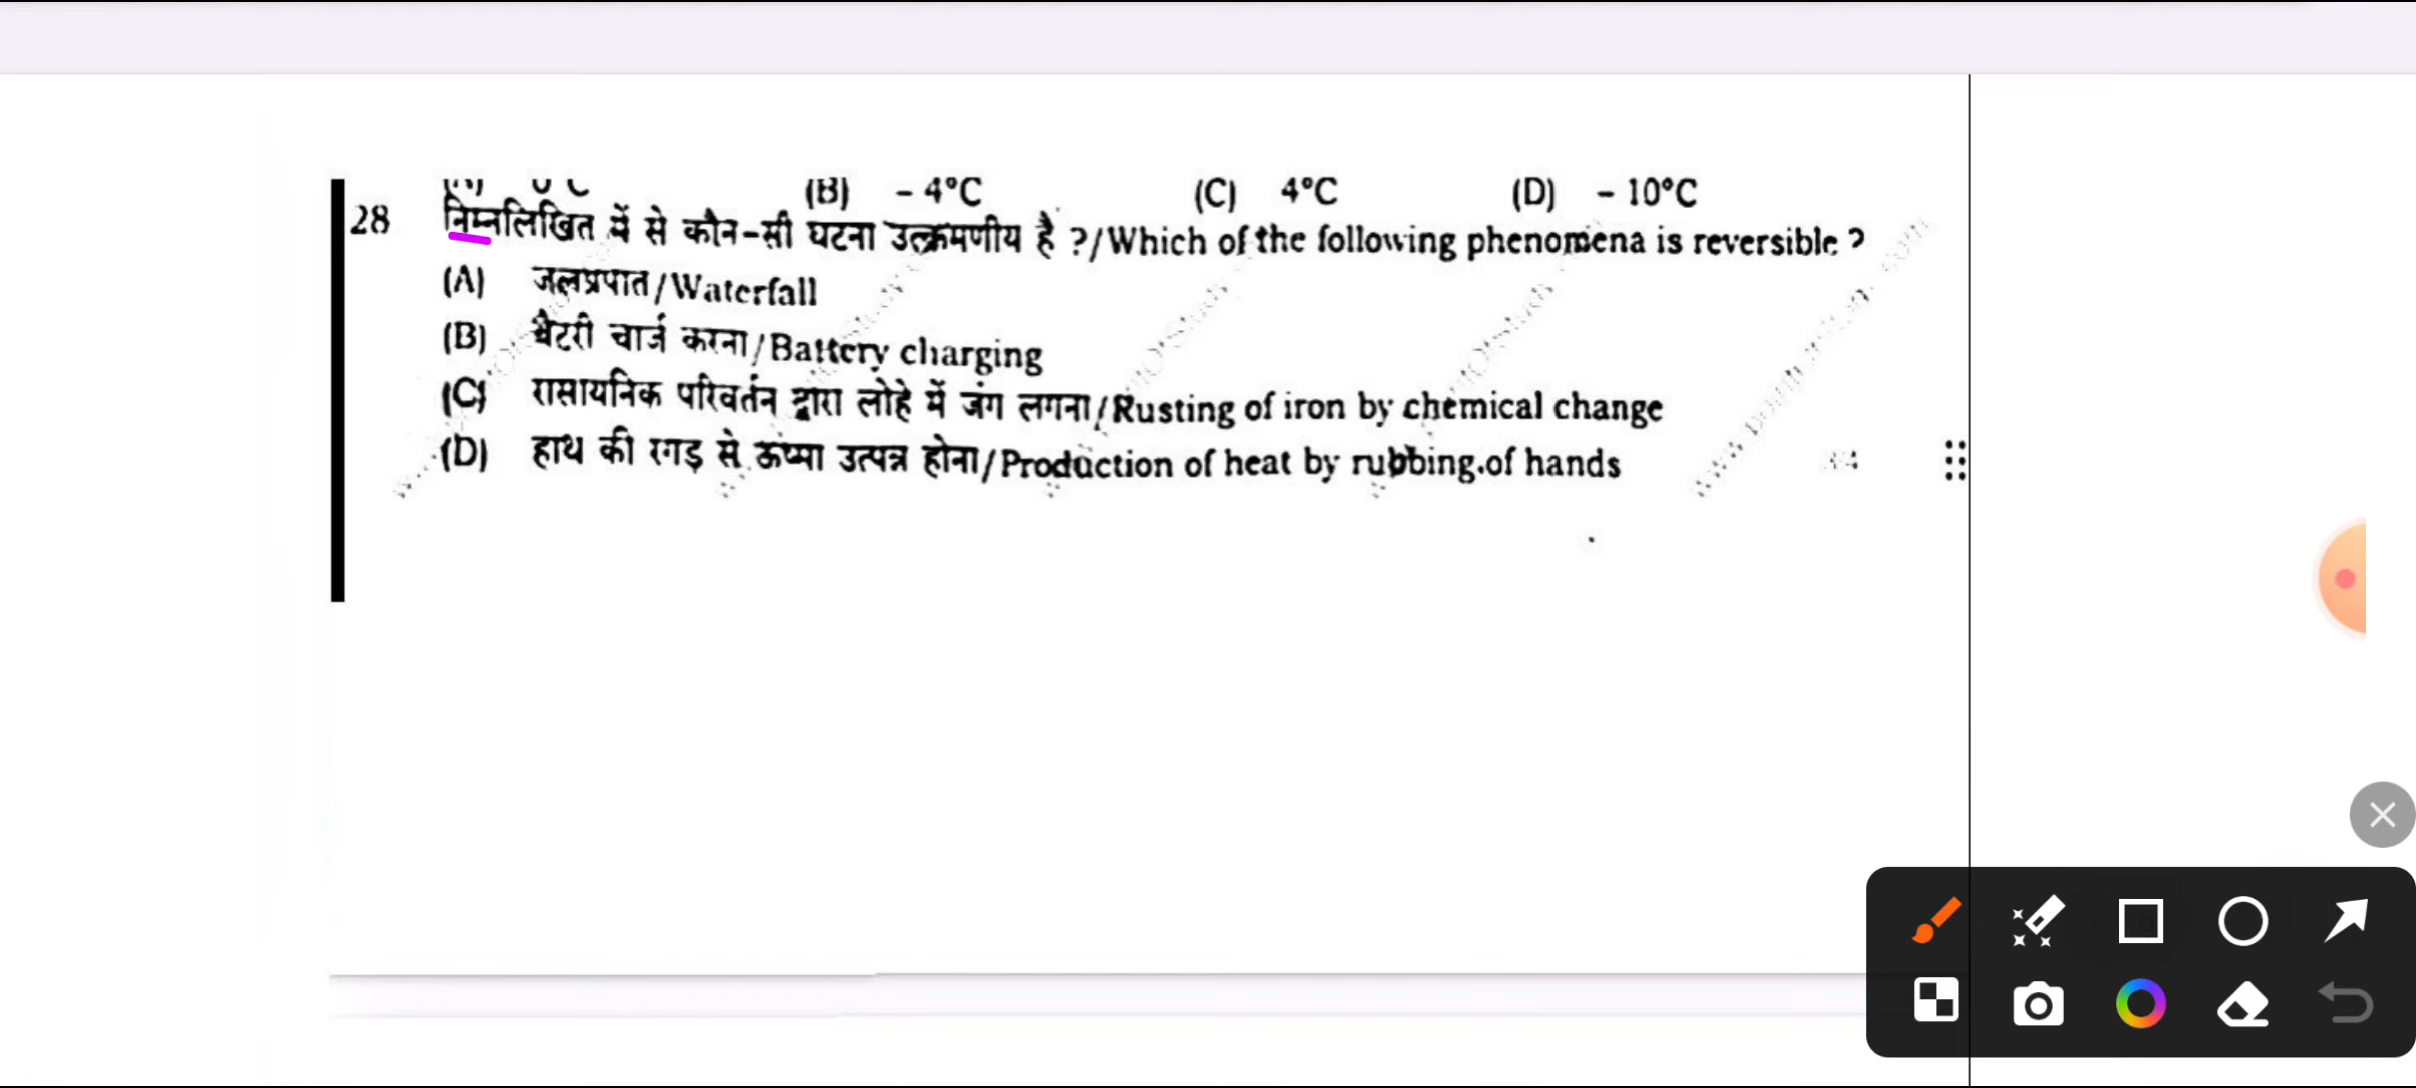 (B) - 4°C (C) 4°C (D) - 10°C
28 निम्नलिखित में से कौन-सी घटना उत्क्रमणीय है ?/Which of the following phenomena is reversible ?
(A) जलप्रपात/Waterfall
(B) बैटरी चार्ज करना/Battery charging
(C) रासायनिक परिवर्तन द्वारा लोहे में जंग लगना/Rusting of iron by chemical change
(D) हाथ की रगड़ से ऊष्मा उत्पन्न होना/Production of heat by rubbing of hands